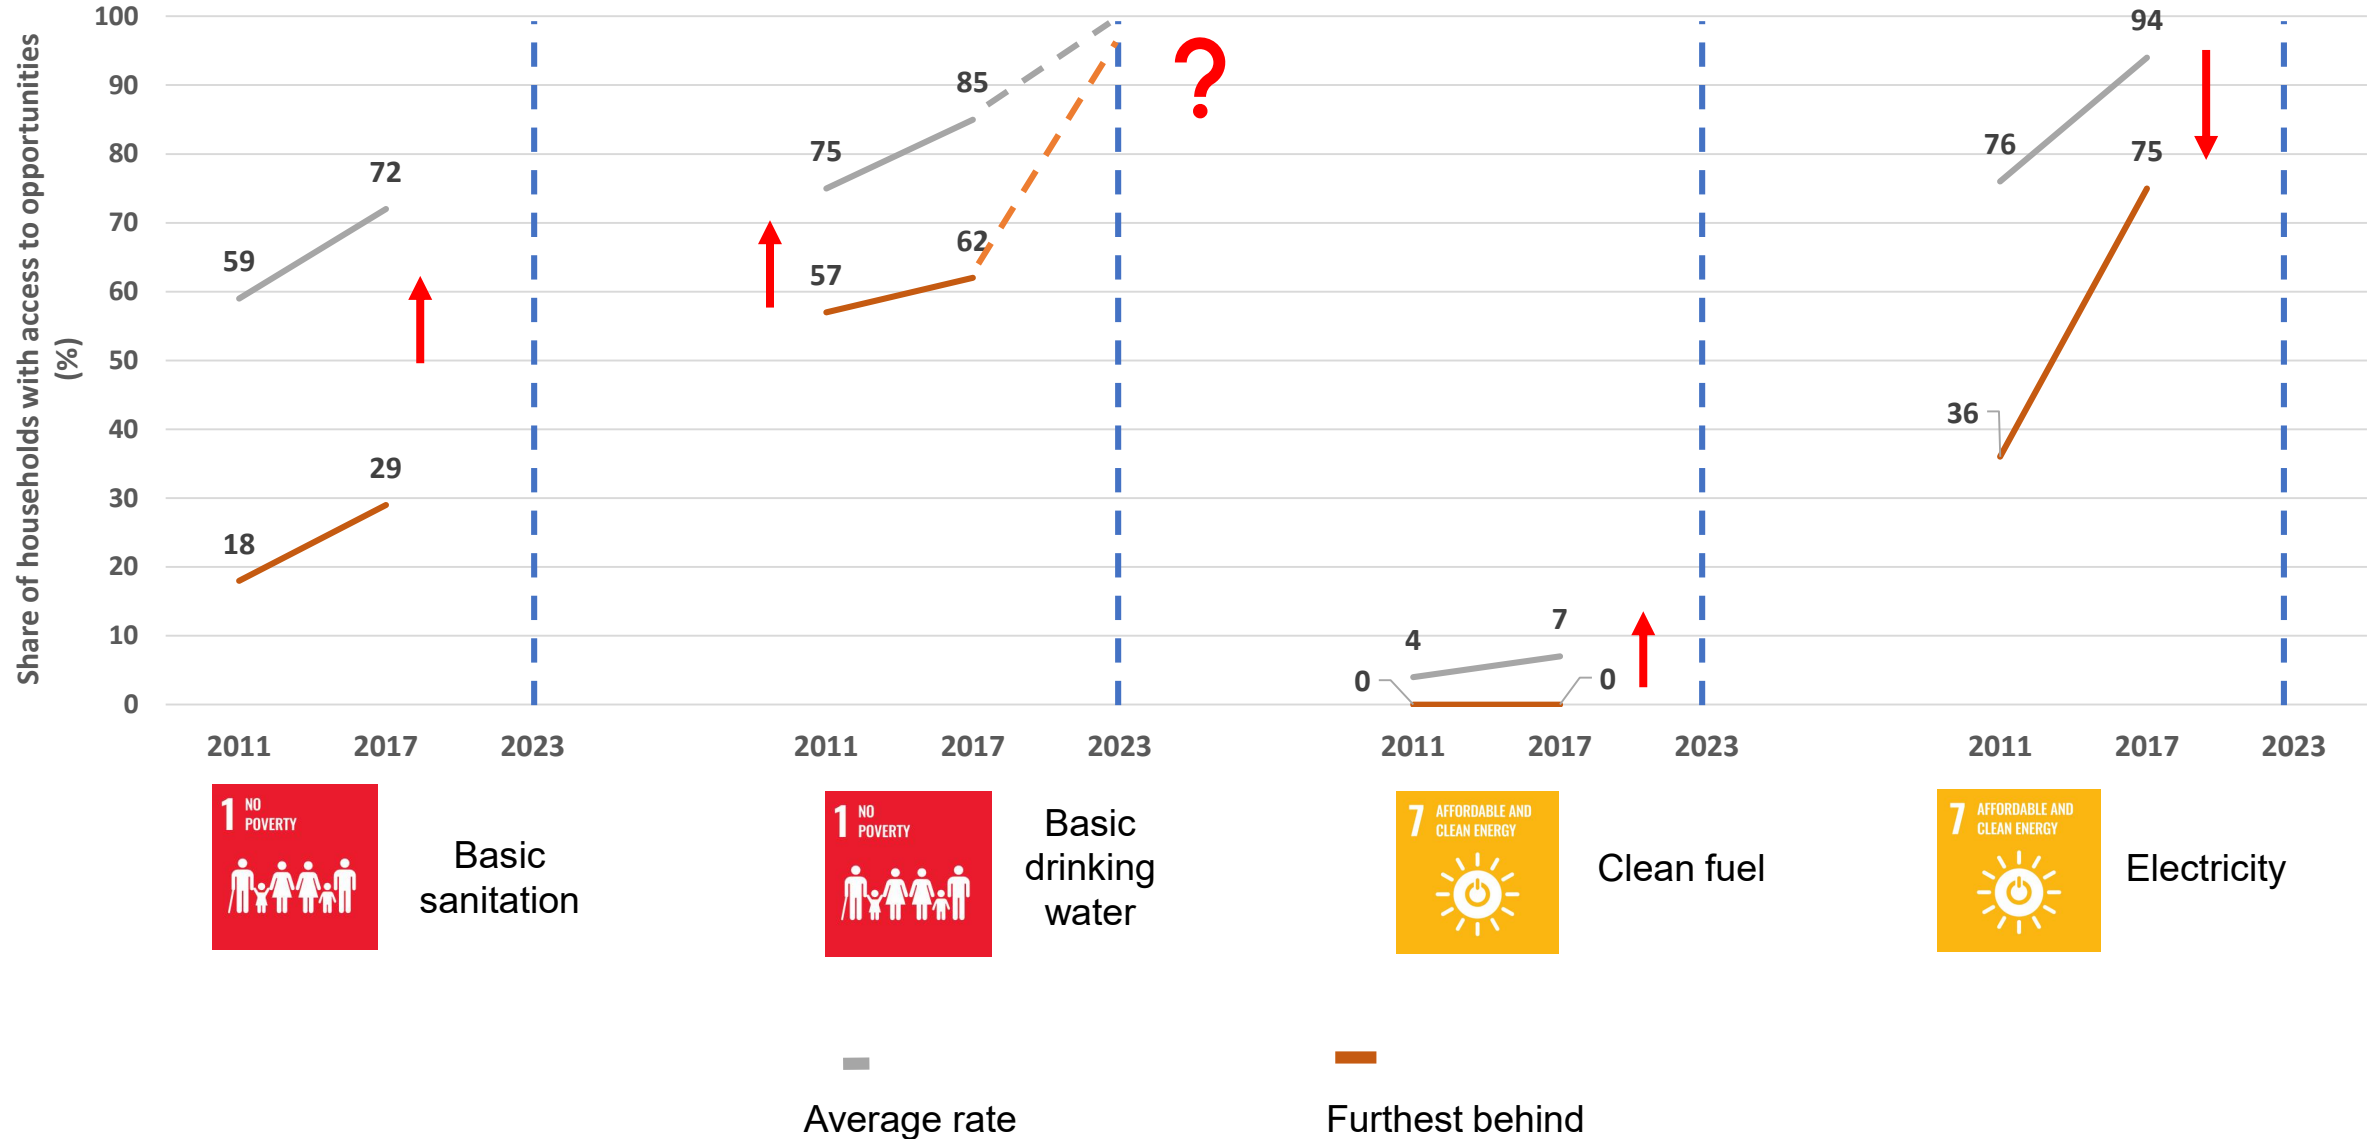 Share of households with access to opportunities
(%)
100
90
80
70
60
50
40
30
20
10
0
59
72
18
29
75
85
57
62
?
4
7
0
0
76
94
36
75
2011
2017
2023
2011
2017
2023
2011
2017
2023
2011
2017
2023
1 NO
POVERTY
Basic
sanitation
1 NO
POVERTY
Basic
drinking
water
7 AFFORDABLE AND
CLEAN ENERGY
Clean fuel
7 AFFORDABLE AND
CLEAN ENERGY
Electricity
Average rate
Furthest behind